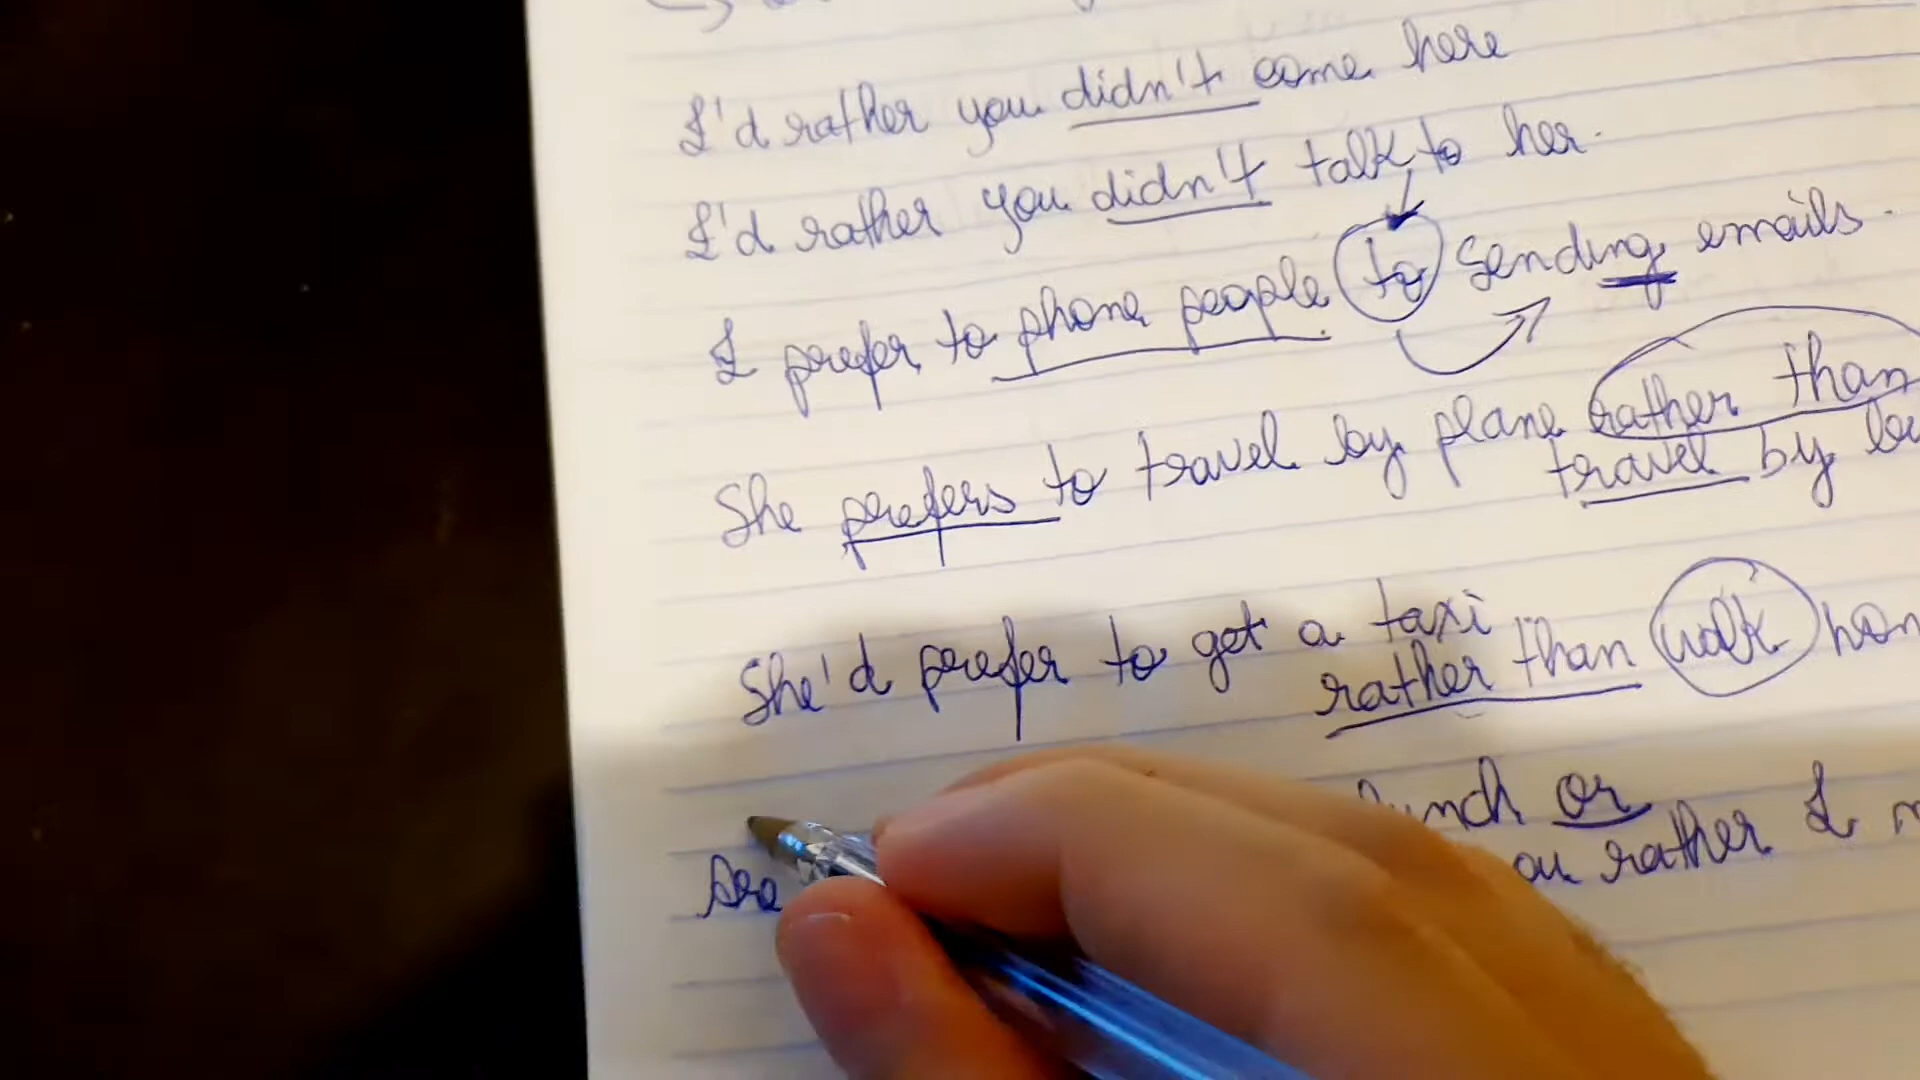 I'd rather you didn't come here
I'd rather you didn't talk to her.
I prefer to phone people to sending emails.
She prefers to travel by plane rather than
travel by
She'd prefer to get a taxi
rather than walk
Are lunch or
rather I